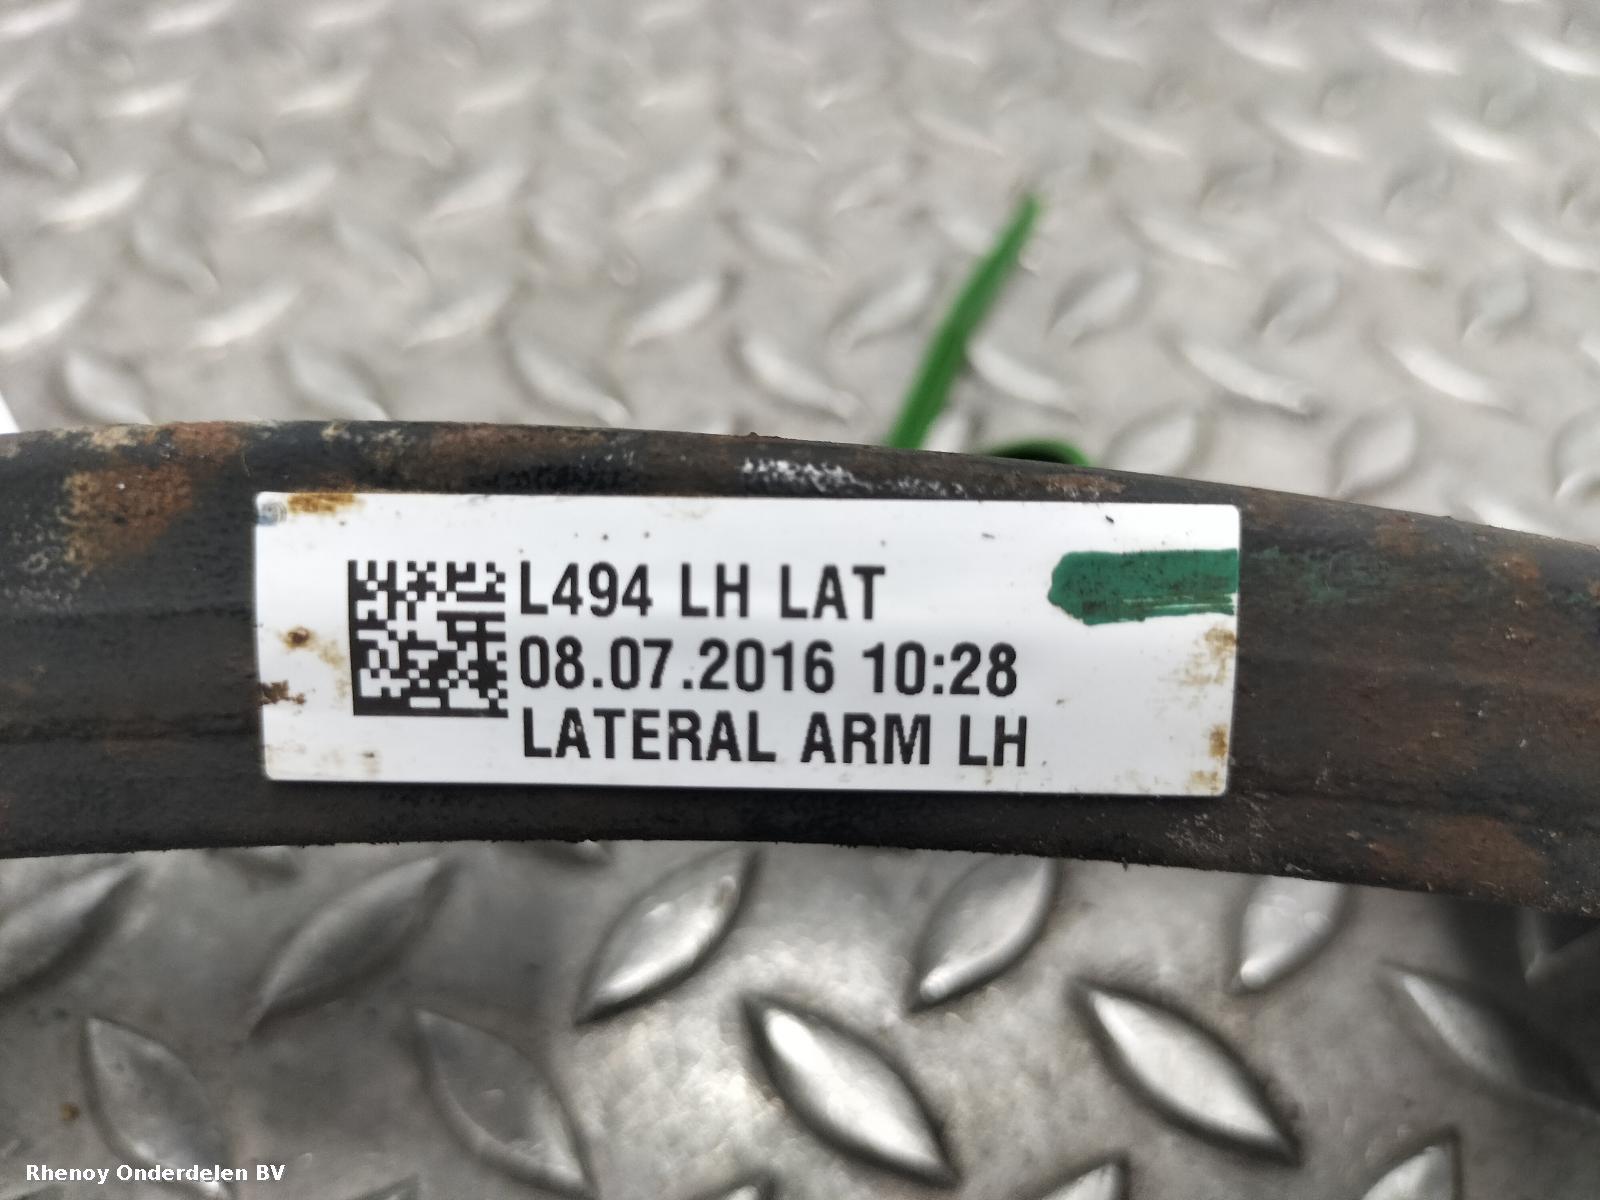 L494 LH LAT
08.07.2016 10:28
LATERAL ARM LH
Rhenoy Onderdelen BV